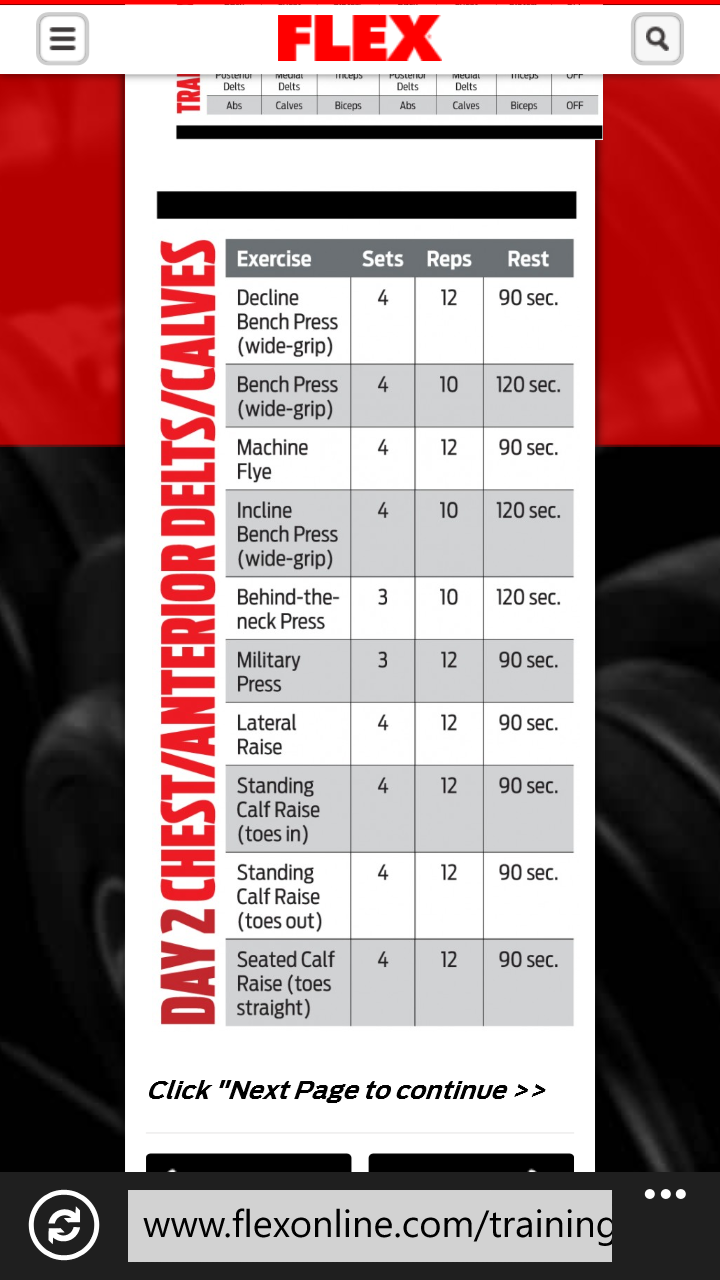 FLEX
TRAI
Posterior Medial Triceps Posterior Medial Triceps OFF
Delts Delts Delts Delts
Abs Calves Biceps Abs Calves Biceps OFF
DAY 2 CHEST/ANTERIOR DELTS/CALVES
Exercise Sets Reps Rest
Decline 4 12 90 sec.
Bench Press
(wide-grip)
Bench Press 4 10 120 sec.
(wide-grip)
Machine 4 12 90 sec.
Flye
Incline 4 10 120 sec.
Bench Press
(wide-grip)
Behind-the- 3 10 120 sec.
neck Press
Military 3 12 90 sec.
Press
Lateral 4 12 90 sec.
Raise
Standing 4 12 90 sec.
Calf Raise
(toes in)
Standing 4 12 90 sec.
Calf Raise
(toes out)
Seated Calf 4 12 90 sec.
Raise (toes
straight)
Click "Next Page to continue >>
www.flexonline.com/training